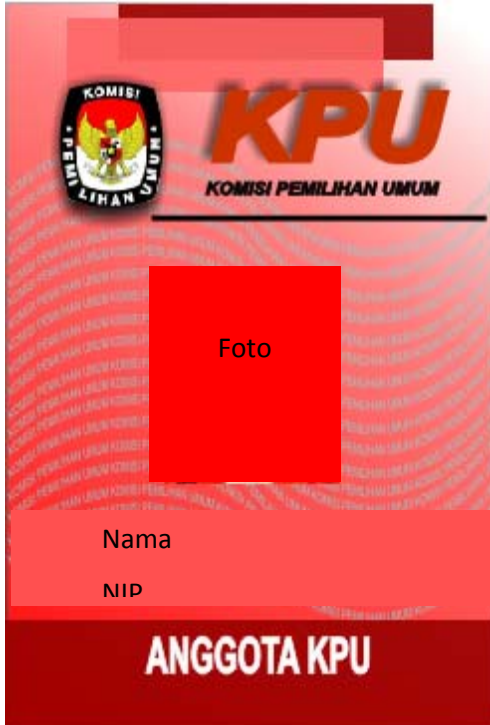 KOMISI
PEMILIHAN UMUM
KPU
KOMISI PEMILIHAN UMUM
Foto
Nama
NIP
ANGGOTA KPU